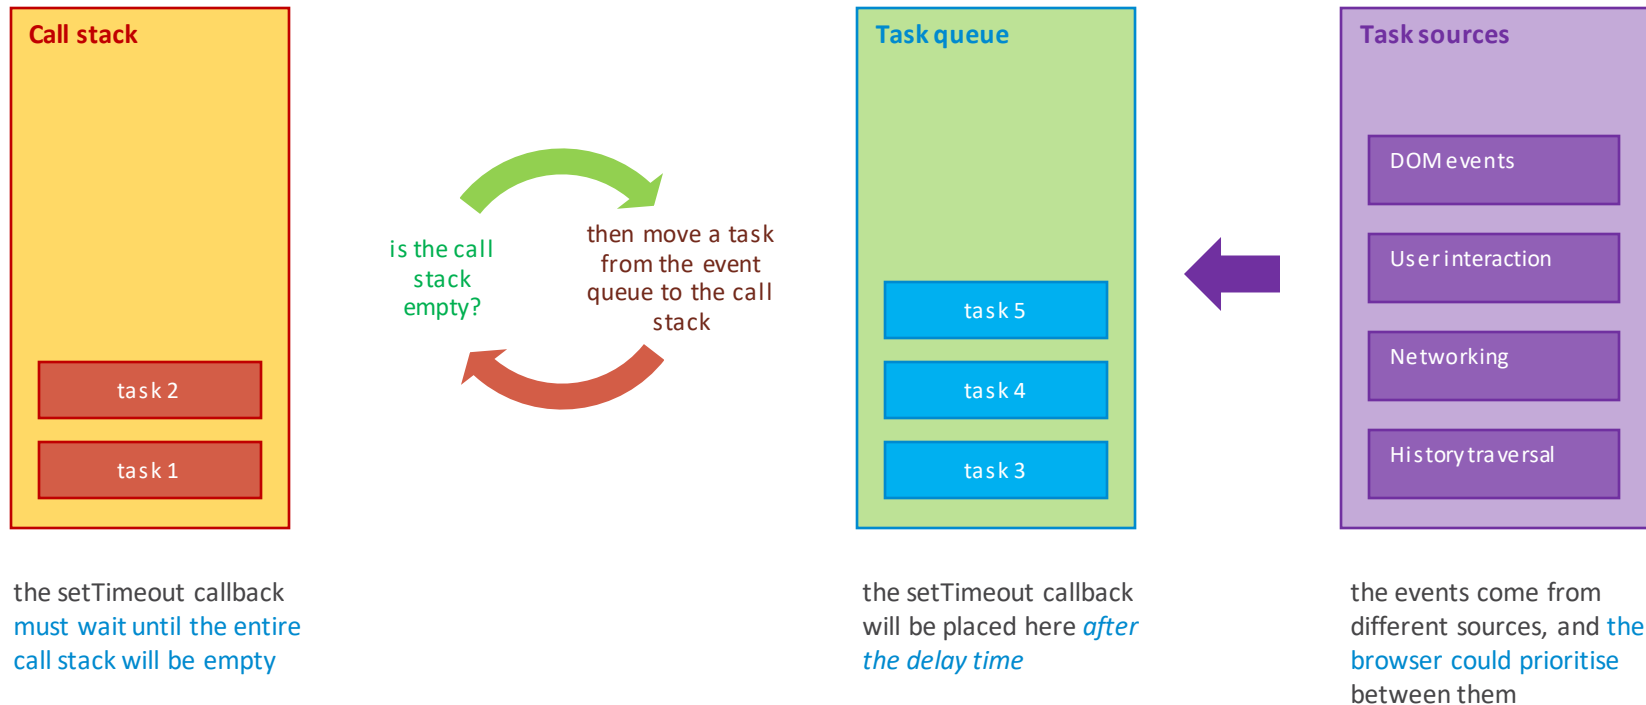 Call stack
task 2
task 1
the setTimeout callback
must wait until the entire
call stack will be empty
is the call
stack
empty?
then move a task
from the event
queue to the call
stack
Task queue
task 5
task 4
task 3
the setTimeout callback
will be placed here after
the delay time
Task sources
DOM events
User interaction
Networking
History traversal
the events come from
different sources, and the
browser could prioritise
between them